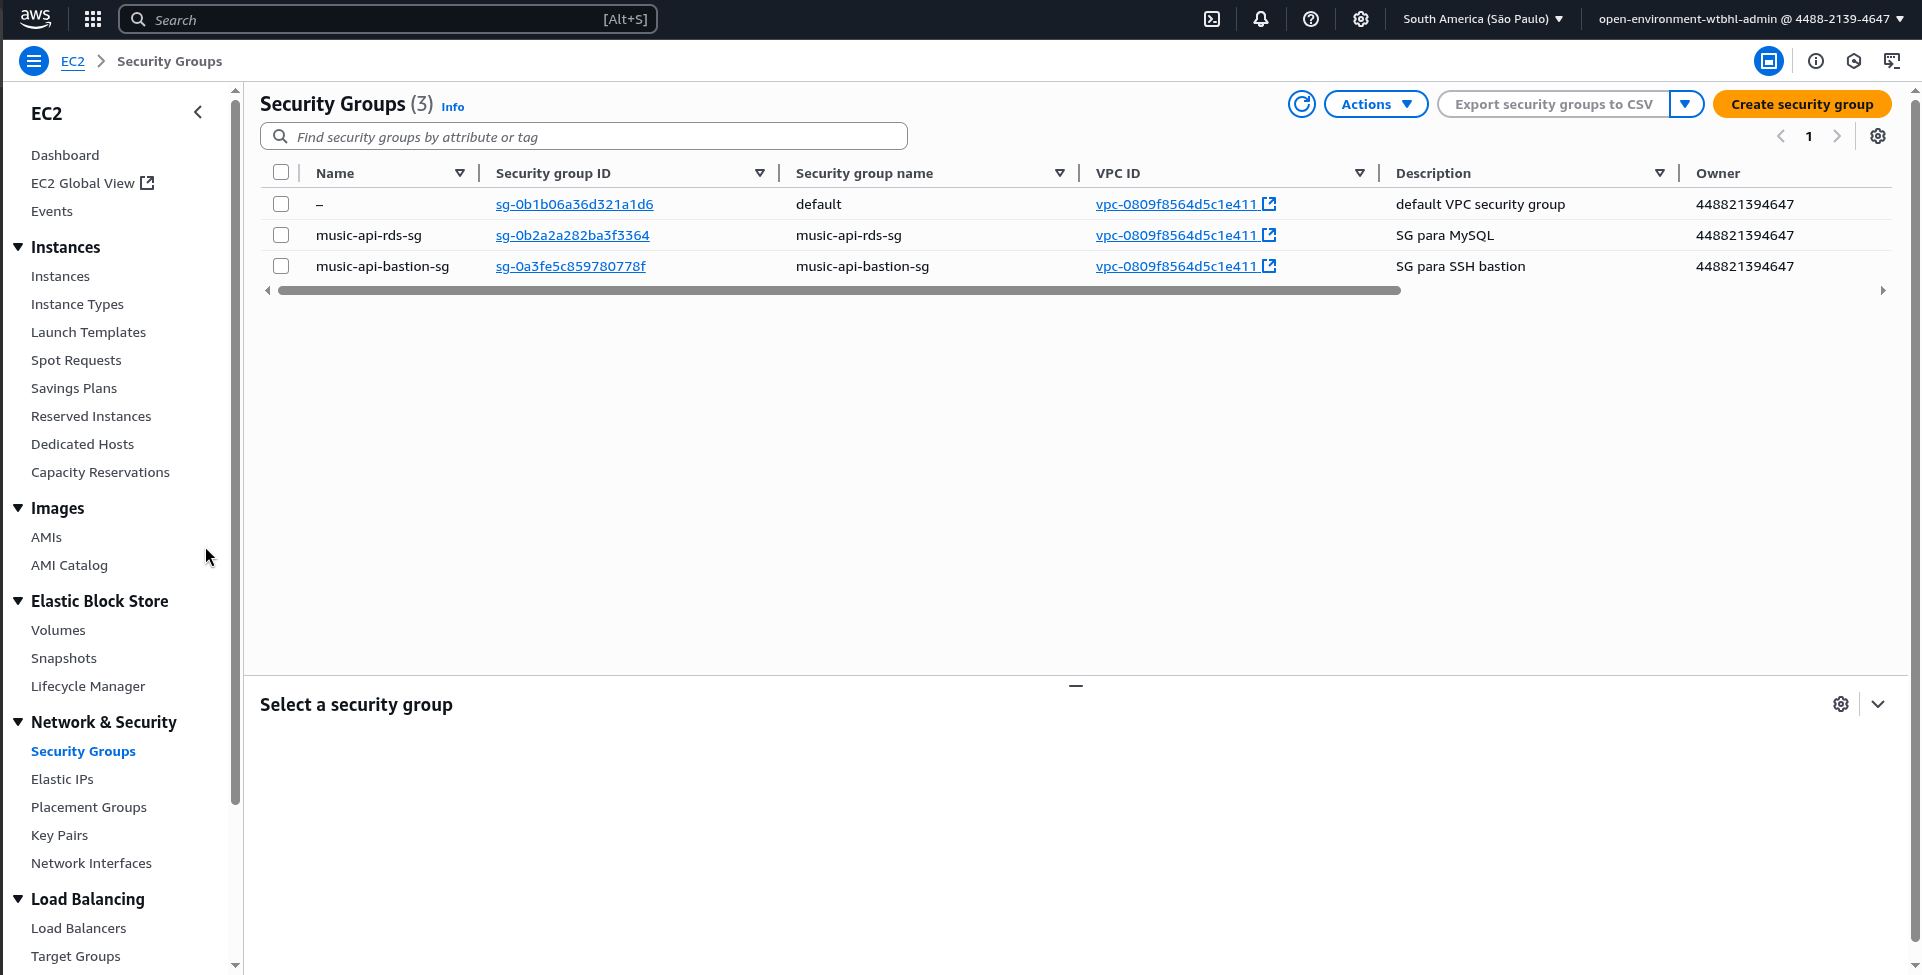 aws
Search [Alt+S]
South America (São Paulo)
open-environment-wtbhl-admin @ 4488-2139-4647
EC2 > Security Groups
EC2
Dashboard
EC2 Global View
Events
Instances
Instances
Instance Types
Launch Templates
Spot Requests
Savings Plans
Reserved Instances
Dedicated Hosts
Capacity Reservations
Images
AMIs
AMI Catalog
Elastic Block Store
Volumes
Snapshots
Lifecycle Manager
Network & Security
Security Groups
Elastic IPs
Placement Groups
Key Pairs
Network Interfaces
Load Balancing
Load Balancers
Target Groups
Security Groups (3) Info
Actions
Export security groups to CSV
Create security group
Find security groups by attribute or tag
1
Name Security group ID Security group name VPC ID Description Owner
– sg-0b1b06a36d321a1d6 default vpc-0809f8564d5c1e411 default VPC security group 448821394647
music-api-rds-sg sg-0b2a2a282ba3f3364 music-api-rds-sg vpc-0809f8564d5c1e411 SG para MySQL 448821394647
music-api-bastion-sg sg-0a3fe5c859780778f music-api-bastion-sg vpc-0809f8564d5c1e411 SG para SSH bastion 448821394647
Select a security group